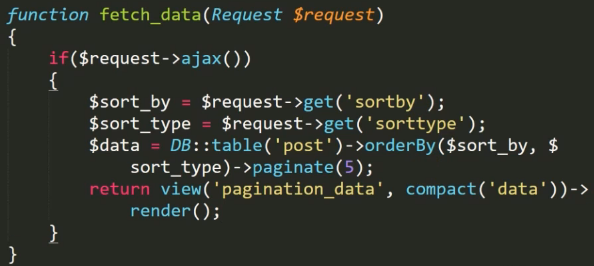 function fetch_data(Request $request)
{
    if($request->ajax())
    {
        $sort_by = $request->get('sortby');
        $sort_type = $request->get('sorttype');
        $data = DB::table('post')->orderBy($sort_by, $
            sort_type)->paginate(5);
        return view('pagination_data', compact('data'))->
            render();
    }
}